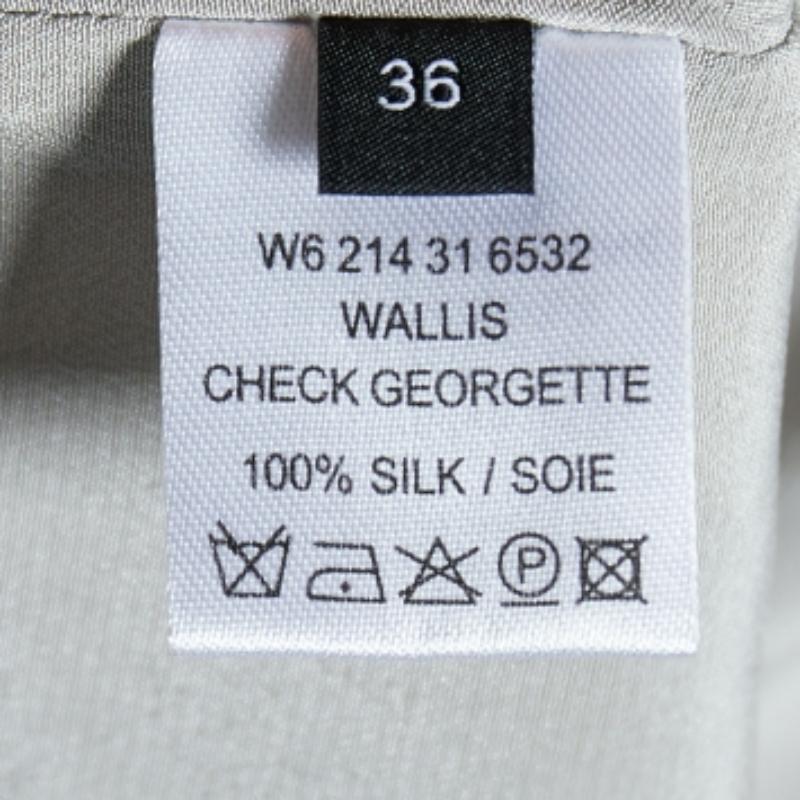 36
W6 214 31 6532
WALLIS
CHECK GEORGETTE
100% SILK / SOIE
P